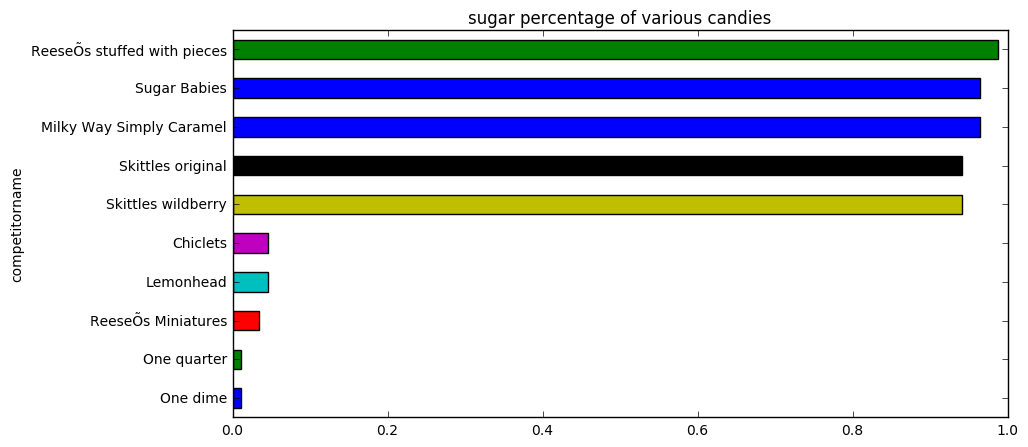 sugar percentage of various candies
ReeseÕs stuffed with pieces
Sugar Babies
Milky Way Simply Caramel
Skittles original
Skittles wildberry
Chiclets
Lemonhead
ReeseÕs Miniatures
One quarter
One dime
competitorname
0.0 0.2 0.4 0.6 0.8 1.0